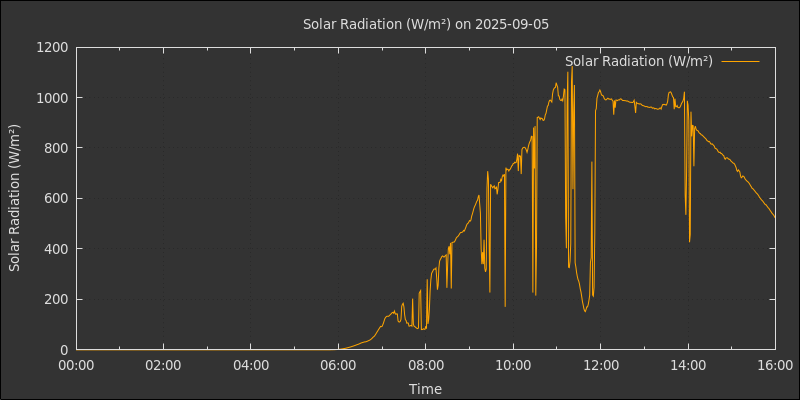 Solar Radiation (W/m²) on 2025-09-05
Solar Radiation (W/m²)
Solar Radiation (W/m²)
1200
1000
800
600
400
200
0
00:00 02:00 04:00 06:00 08:00 10:00 12:00 14:00 16:00
Time